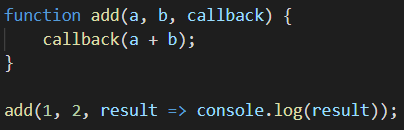 function add(a, b, callback) {
    callback(a + b);
}

add(1, 2, result => console.log(result));